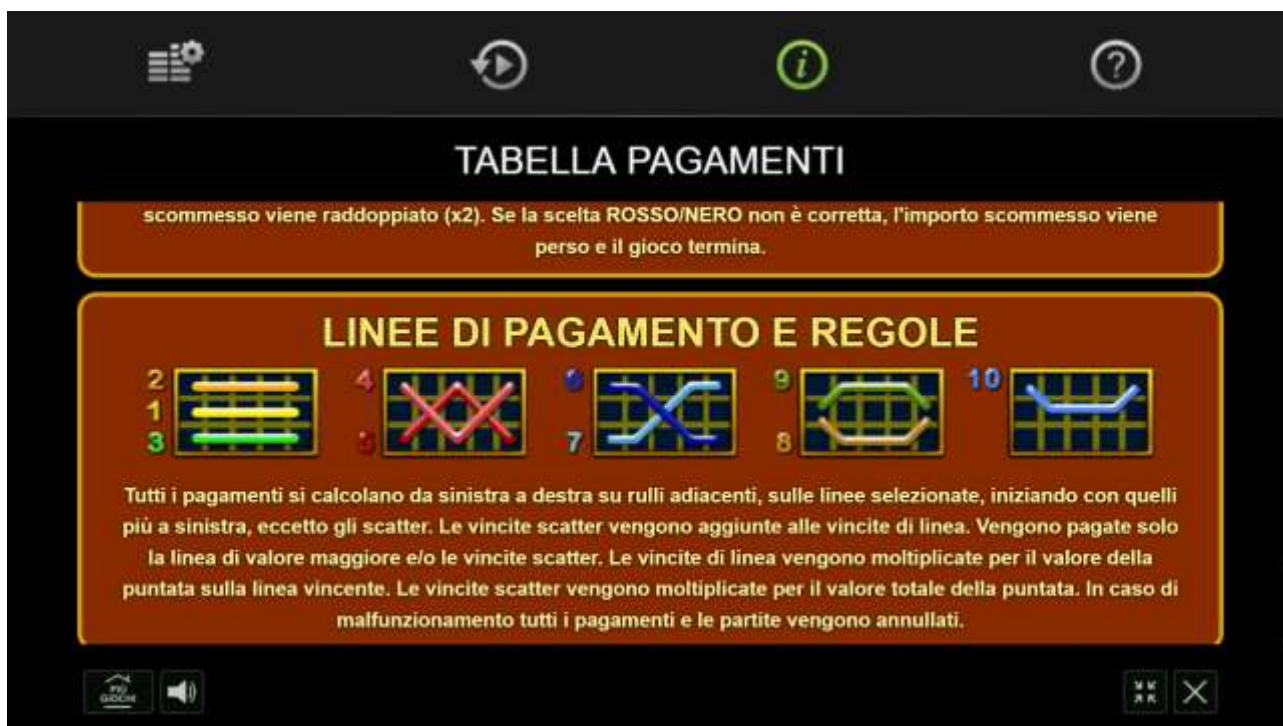 TABELLA PAGAMENTI
scommesso viene raddoppiato (x2). Se la scelta ROSSO/NERO non è corretta, l'importo scommesso viene
perso e il gioco termina.
LINEE DI PAGAMENTO E REGOLE
2 4 6 9 10
1
3 5 7 8
Tutti i pagamenti si calcolano da sinistra a destra su rulli adiacenti, sulle linee selezionate, iniziando con quelli
più a sinistra, eccetto gli scatter. Le vincite scatter vengono aggiunte alle vincite di linea. Vengono pagate solo
la linea di valore maggiore e/o le vincite scatter. Le vincite di linea vengono moltiplicate per il valore della
puntata sulla linea vincente. Le vincite scatter vengono moltiplicate per il valore totale della puntata. In caso di
malfunzionamento tutti i pagamenti e le partite vengono annullati.
PIÙ
GIOCHI